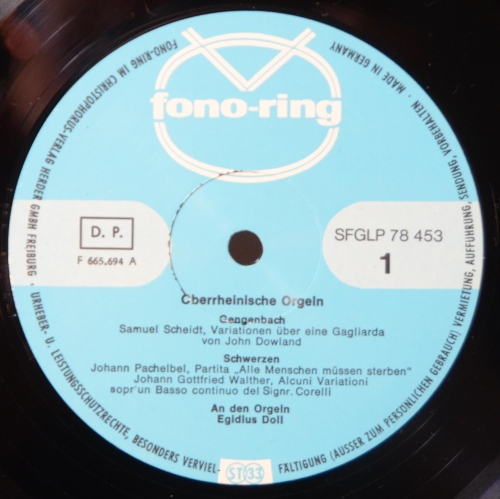 fono-ring
FONO-RING IM CHRISTOPHORUS-VERLAG HERDER GMBH FREIBURG · URHEBER- U. LEISTUNGSSCHUTZRECHTE, BESONDERS VERVIEL-
FÄLTIGUNG (AUSSER ZUM PERSÖNLICHEN GEBRAUCH) VERMIETUNG, AUFFÜHRUNG, SENDUNG, VORBEHALTEN · MADE IN GERMANY
D. P.
F 665.694 A
SFGLP 78 453
1
Oberrheinische Orgeln
Gengenbach
Samuel Scheidt, Variationen über eine Gagliarda
von John Dowland
Schwerzen
Johann Pachelbel, Partita „Alle Menschen müssen sterben"
Johann Gottfried Walther, Alcuni Variationi
sopr'un Basso continuo del Signr. Corelli
An den Orgeln
Egidius Doll
ST 33